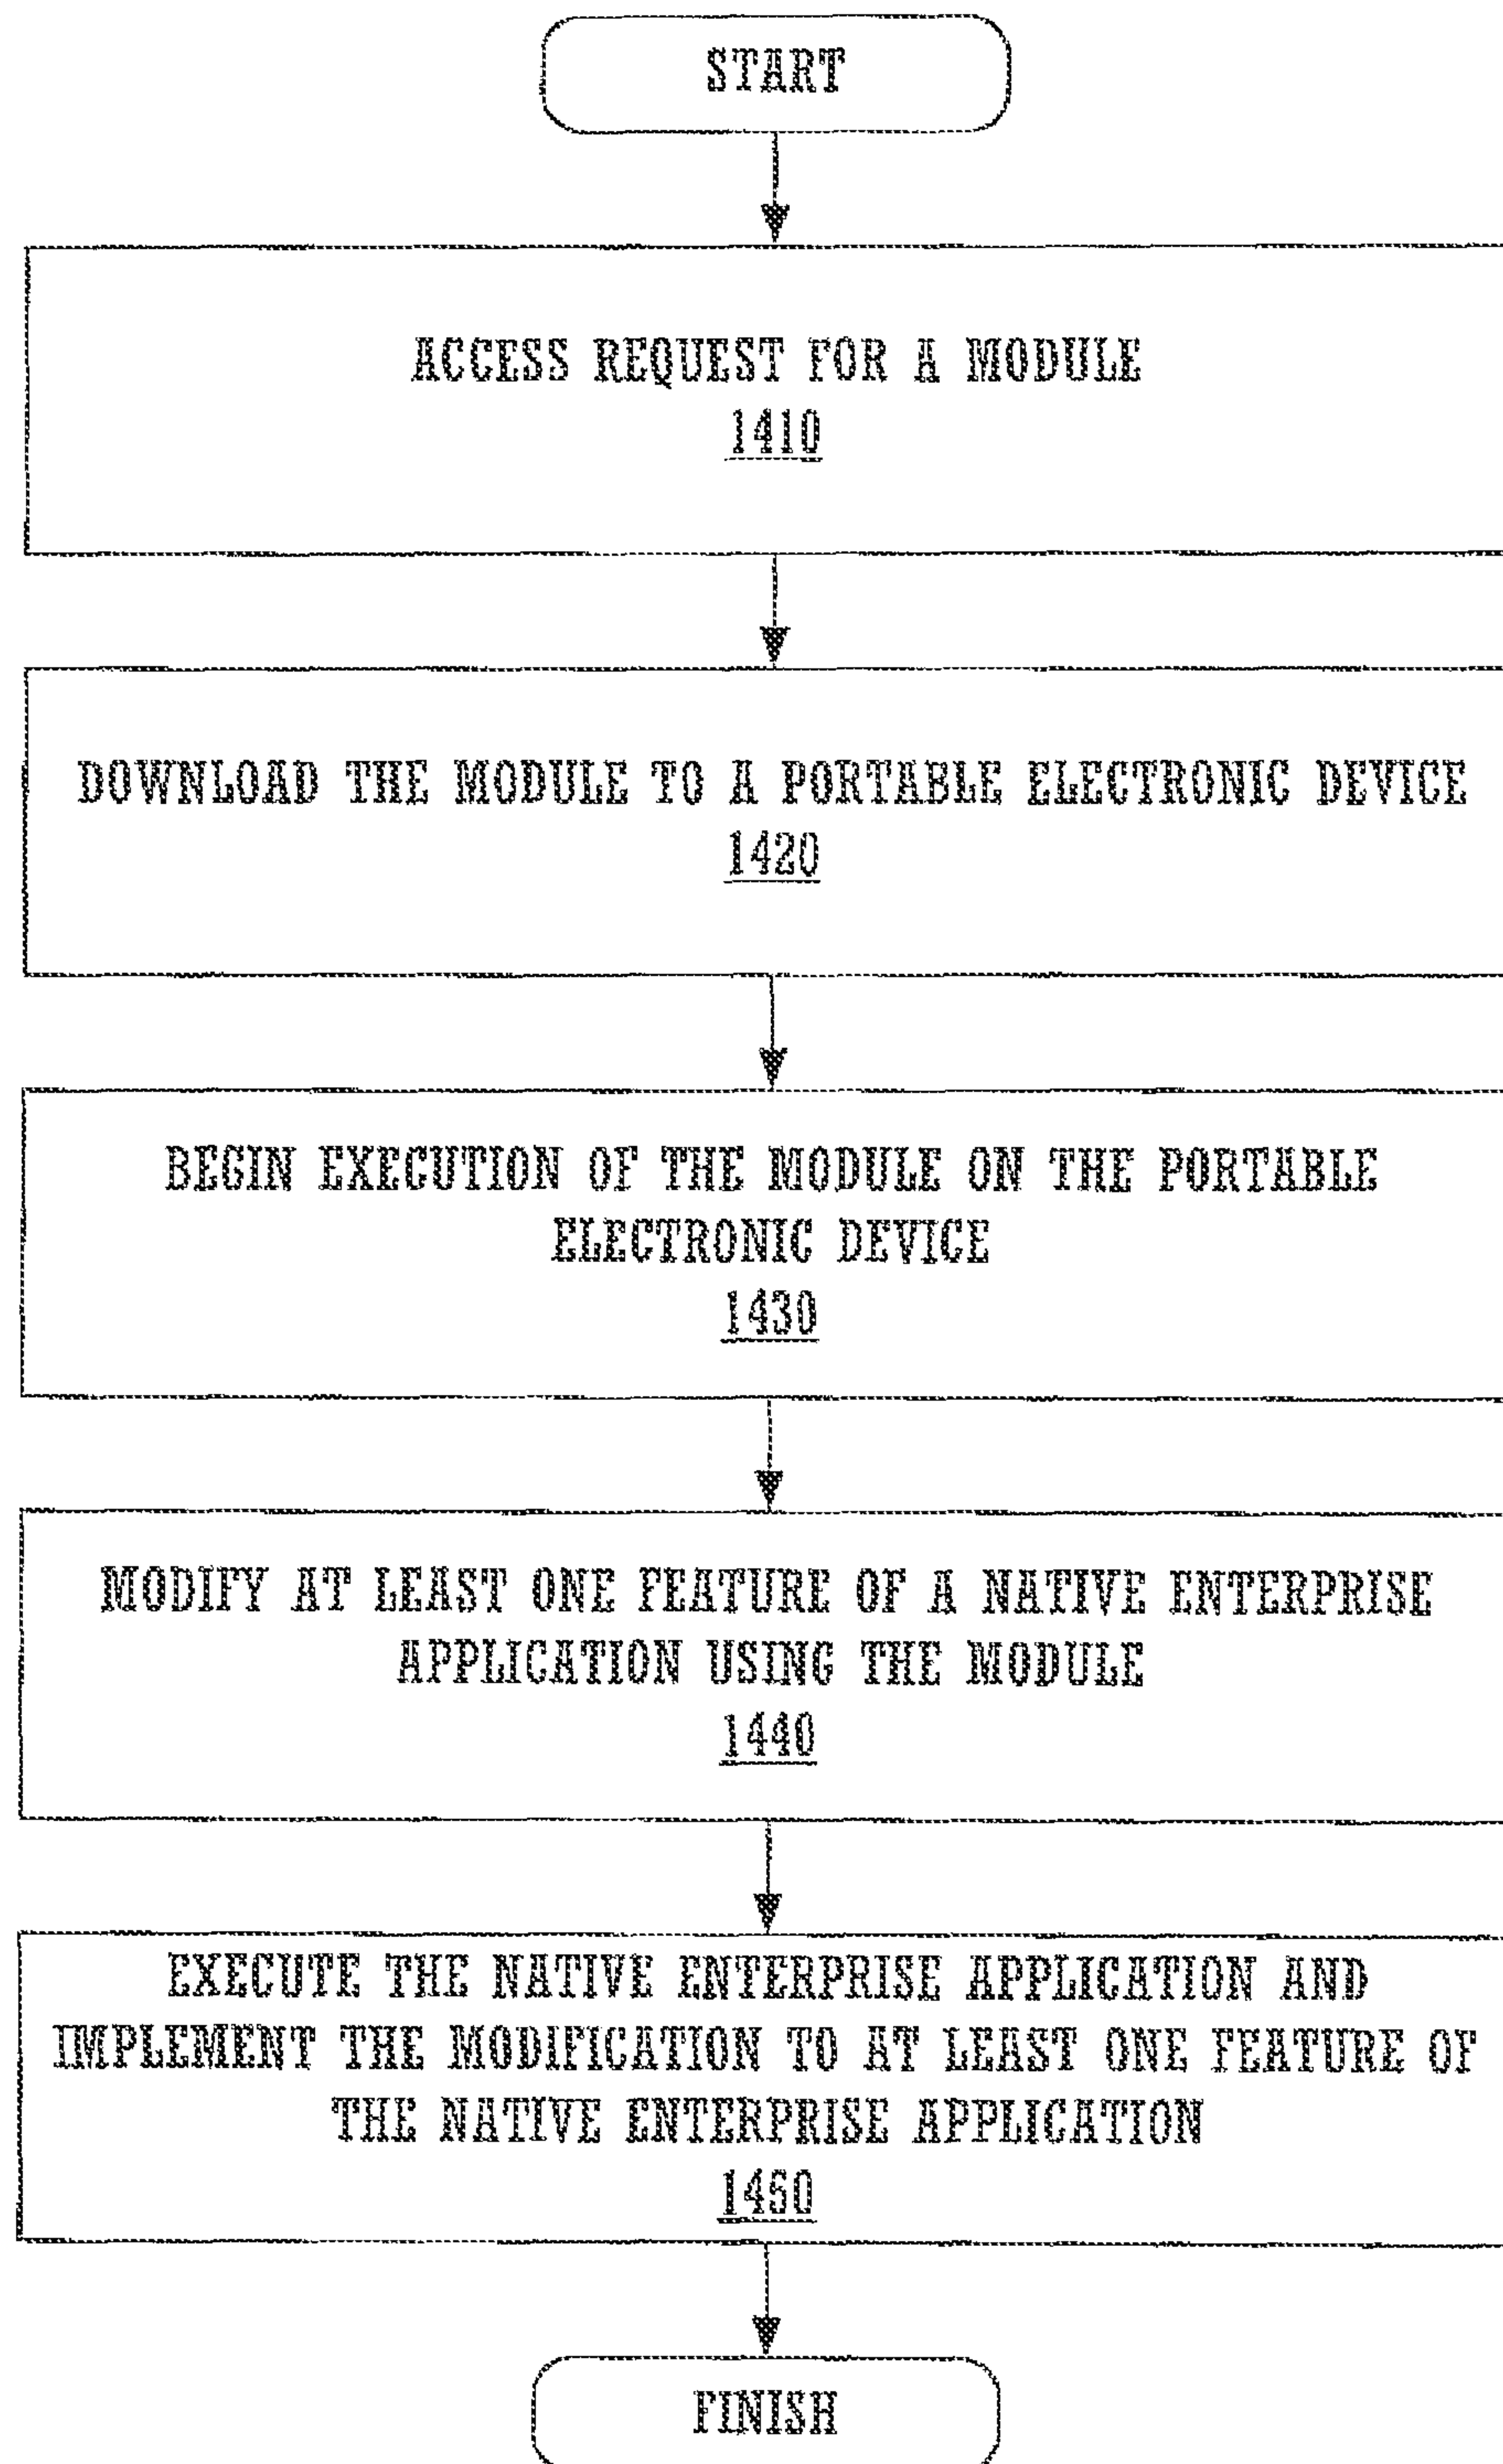 START
ACCESS REQUEST FOR A MODULE
1410
DOWNLOAD THE MODULE TO A PORTABLE ELECTRONIC DEVICE
1420
BEGIN EXECUTION OF THE MODULE ON THE PORTABLE
ELECTRONIC DEVICE
1430
MODIFY AT LEAST ONE FEATURE OF A NATIVE ENTERPRISE
APPLICATION USING THE MODULE
1440
EXECUTE THE NATIVE ENTERPRISE APPLICATION AND
IMPLEMENT THE MODIFICATION TO AT LEAST ONE FEATURE OF
THE NATIVE ENTERPRISE APPLICATION
1450
FINISH